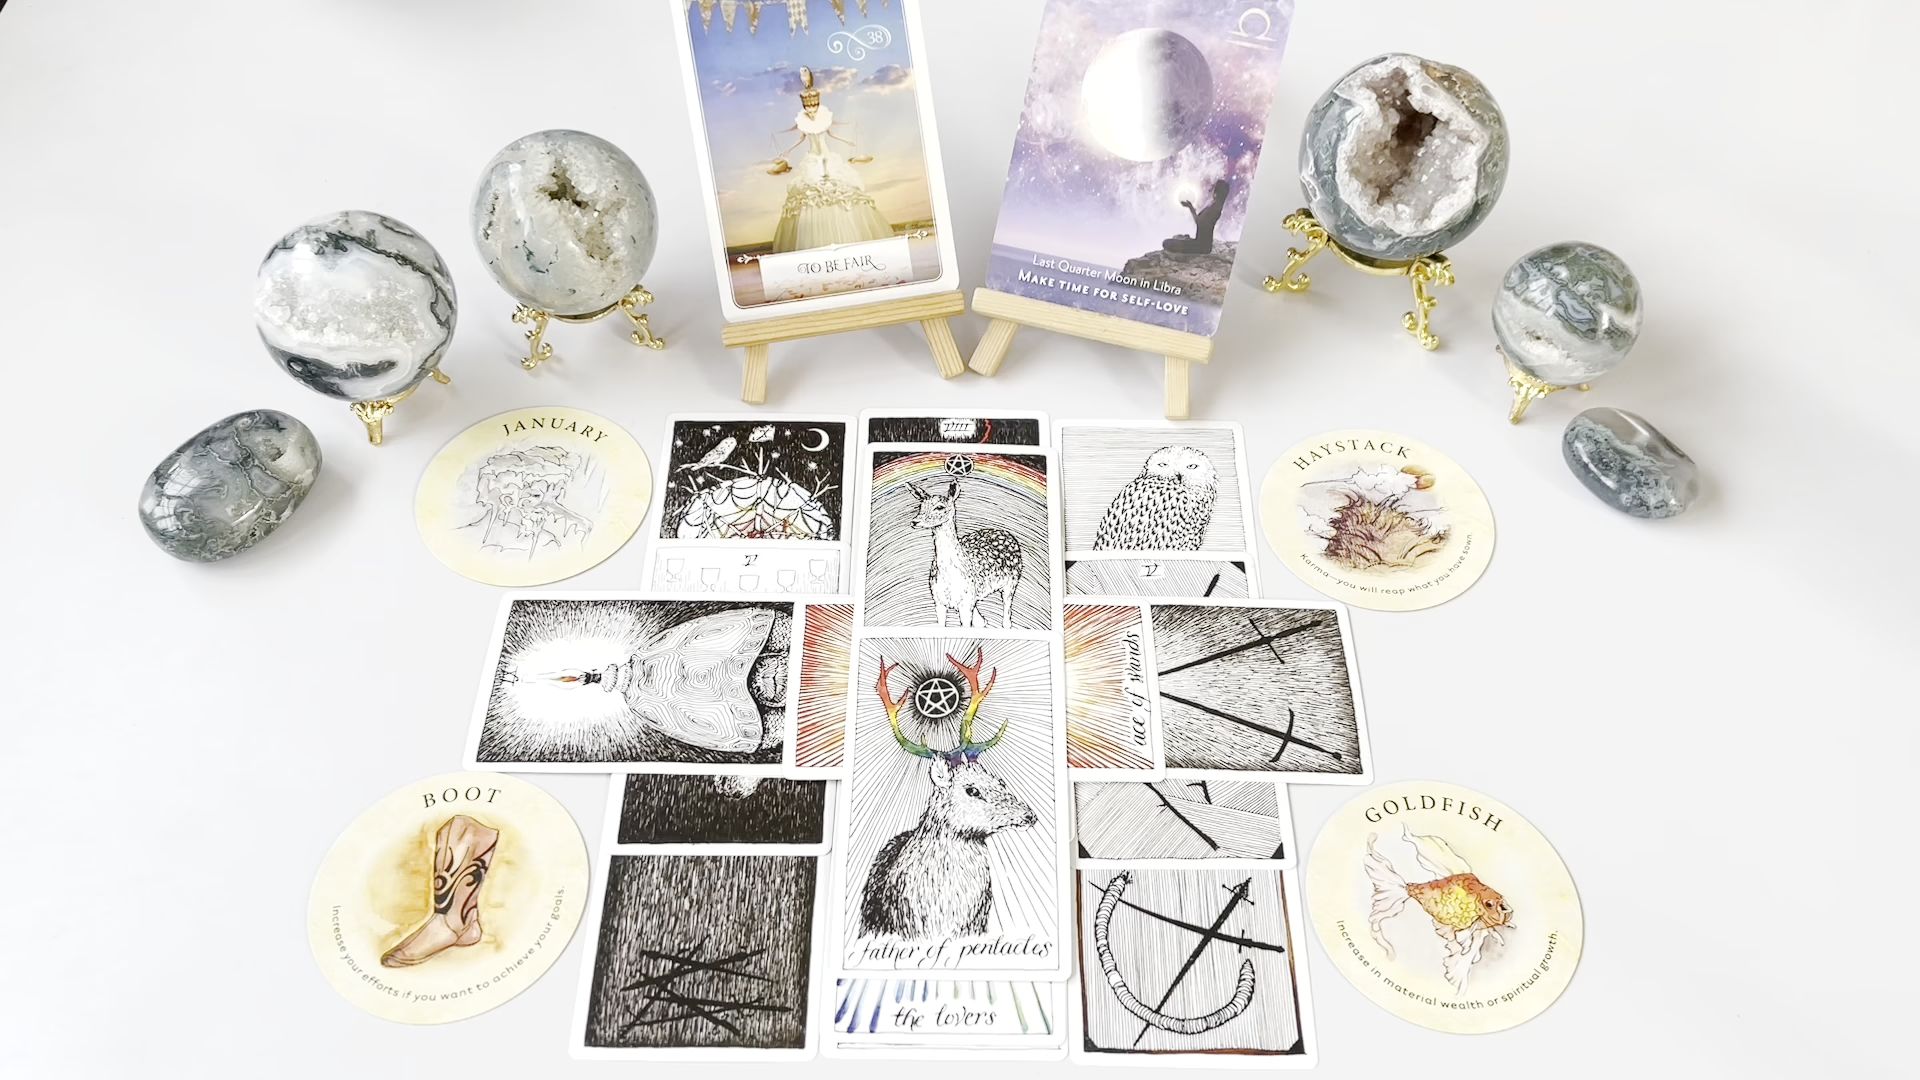 38
TO BE FAIR
Last Quarter Moon in Libra
MAKE TIME FOR SELF-LOVE
JANUARY
X
VIII
HAYSTACK
Karma—you will reap what you have sown.
V
V
ace of wands
BOOT
Increase your efforts if you want to achieve your goals.
father of pentacles
the lovers
GOLDFISH
Increase in material wealth or spiritual growth.